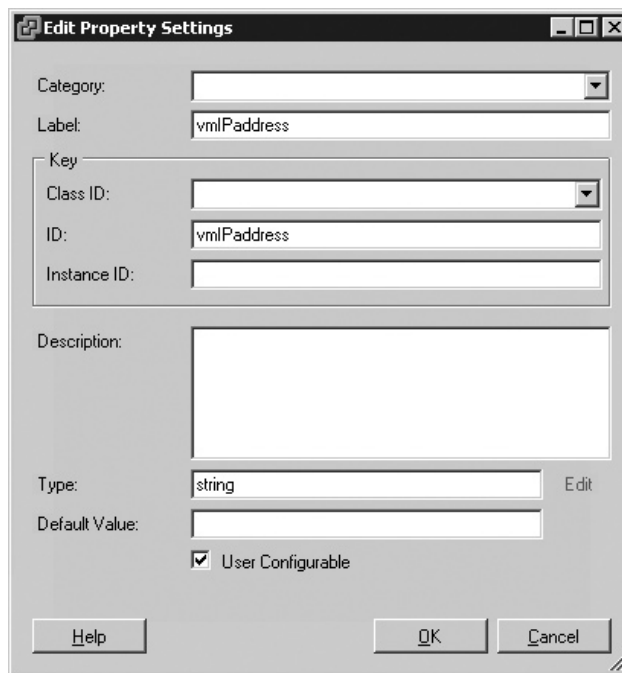 Edit Property Settings
Category:
Label: vmIPaddress
Key
Class ID:
ID: vmIPaddress
Instance ID:
Description:
Type: string Edit
Default Value:
User Configurable
Help OK Cancel